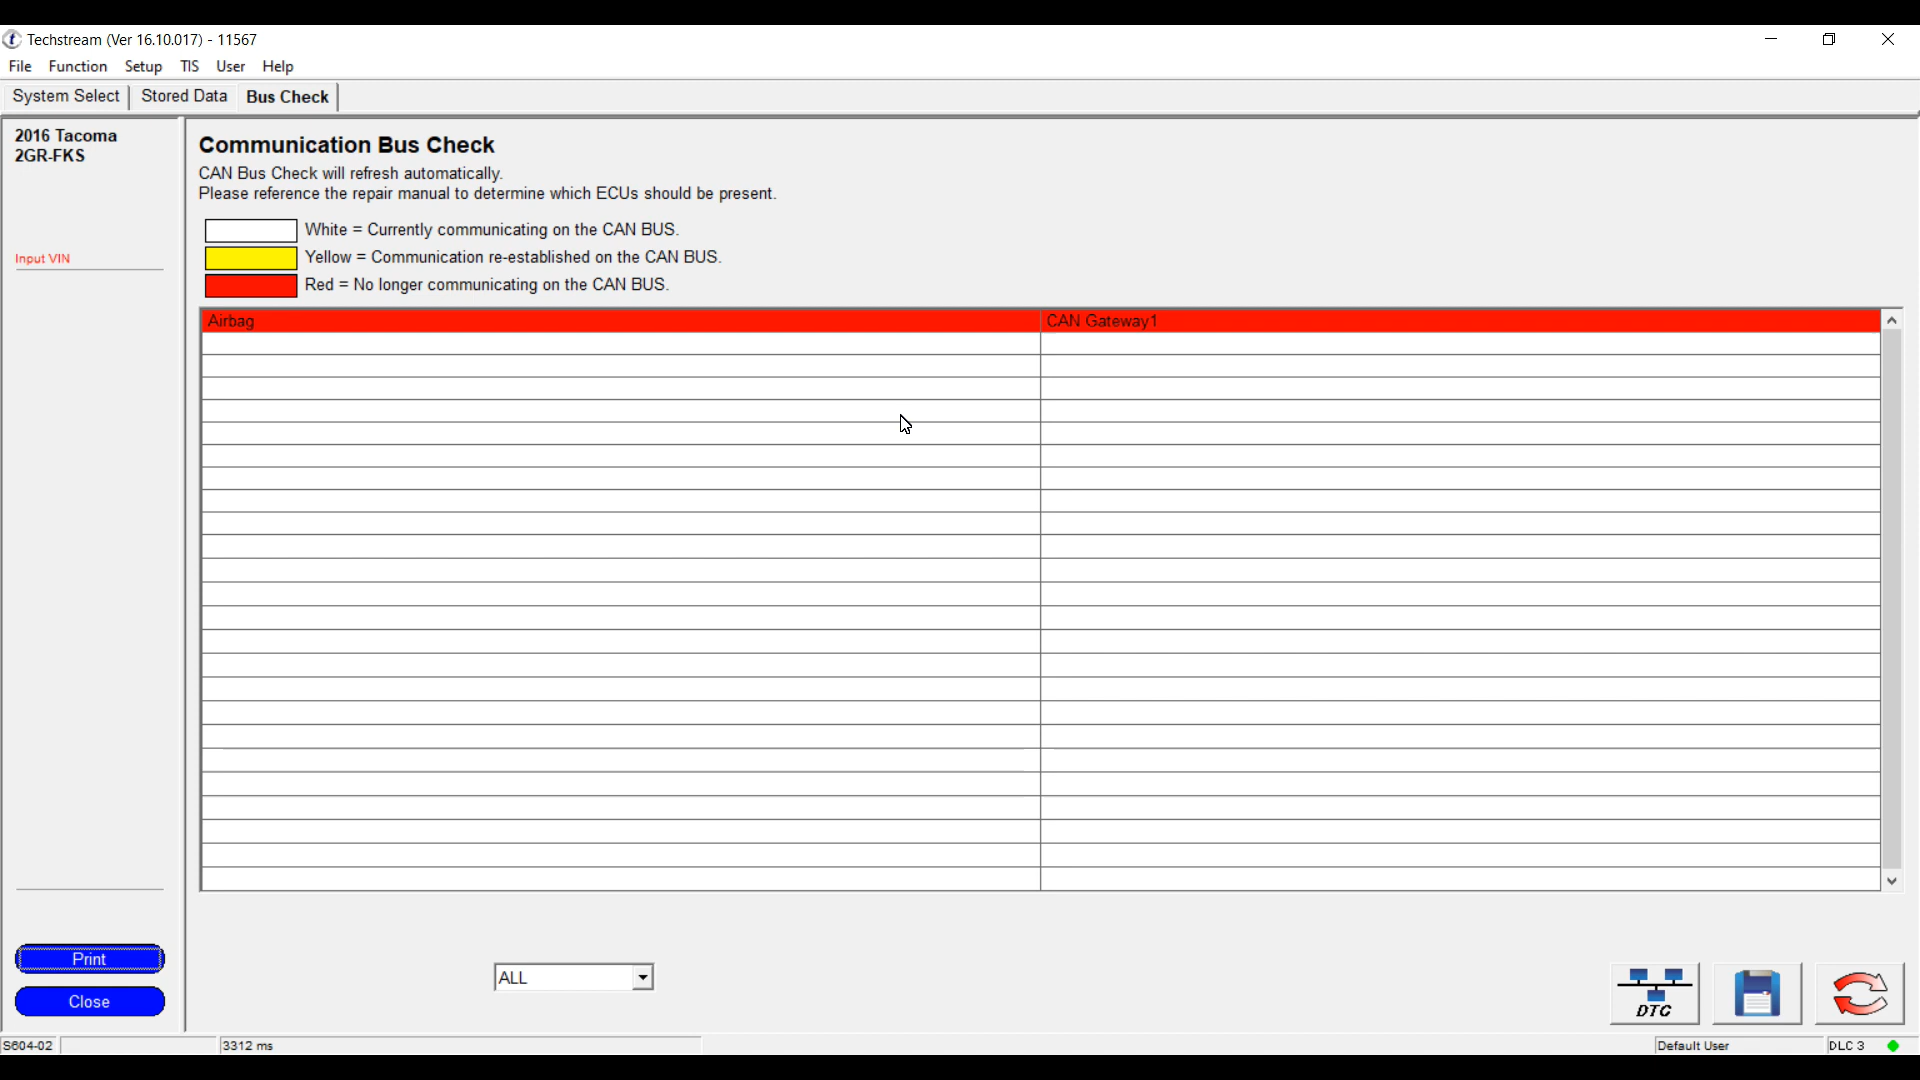 Techstream (Ver 16.10.017) - 11567
File Function Setup TIS User Help
System Select Stored Data Bus Check
2016 Tacoma
2GR-FKS
Input VIN
Print
Close
Communication Bus Check
CAN Bus Check will refresh automatically.
Please reference the repair manual to determine which ECUs should be present.
White = Currently communicating on the CAN BUS.
Yellow = Communication re-established on the CAN BUS.
Red = No longer communicating on the CAN BUS.
Airbag CAN Gateway1
ALL
DTC
S604-02 3312 ms Default User DLC 3